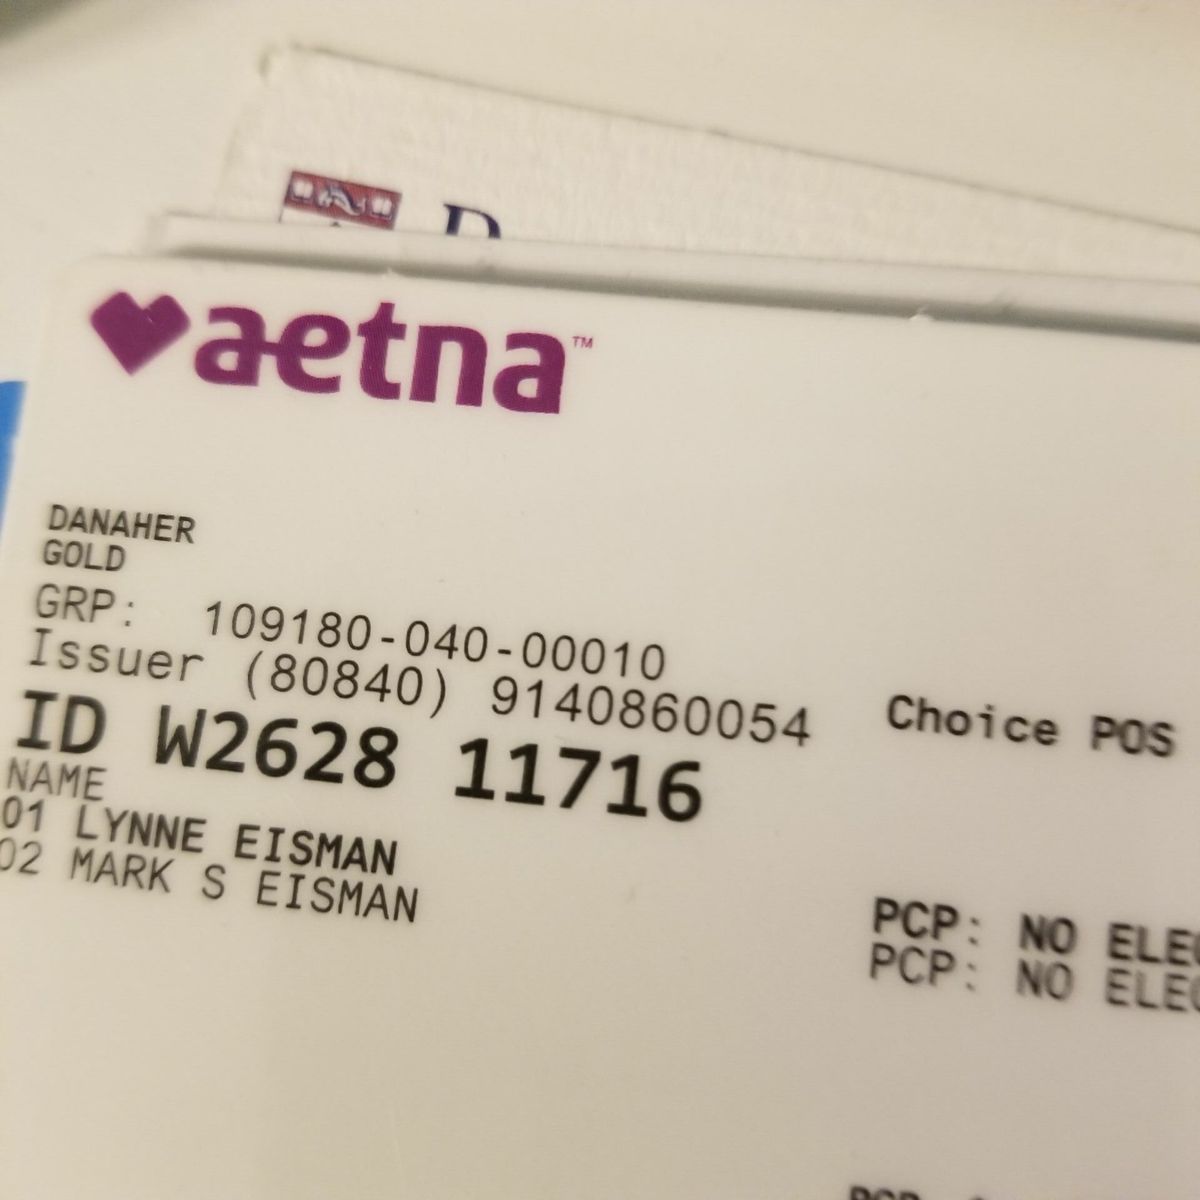 aetna™
DANAHER
GOLD
GRP: 109180-040-00010
Issuer (80840) 9140860054
Choice POS
ID W2628 11716
NAME
01 LYNNE EISMAN
02 MARK S EISMAN
PCP: NO
PCP: NO